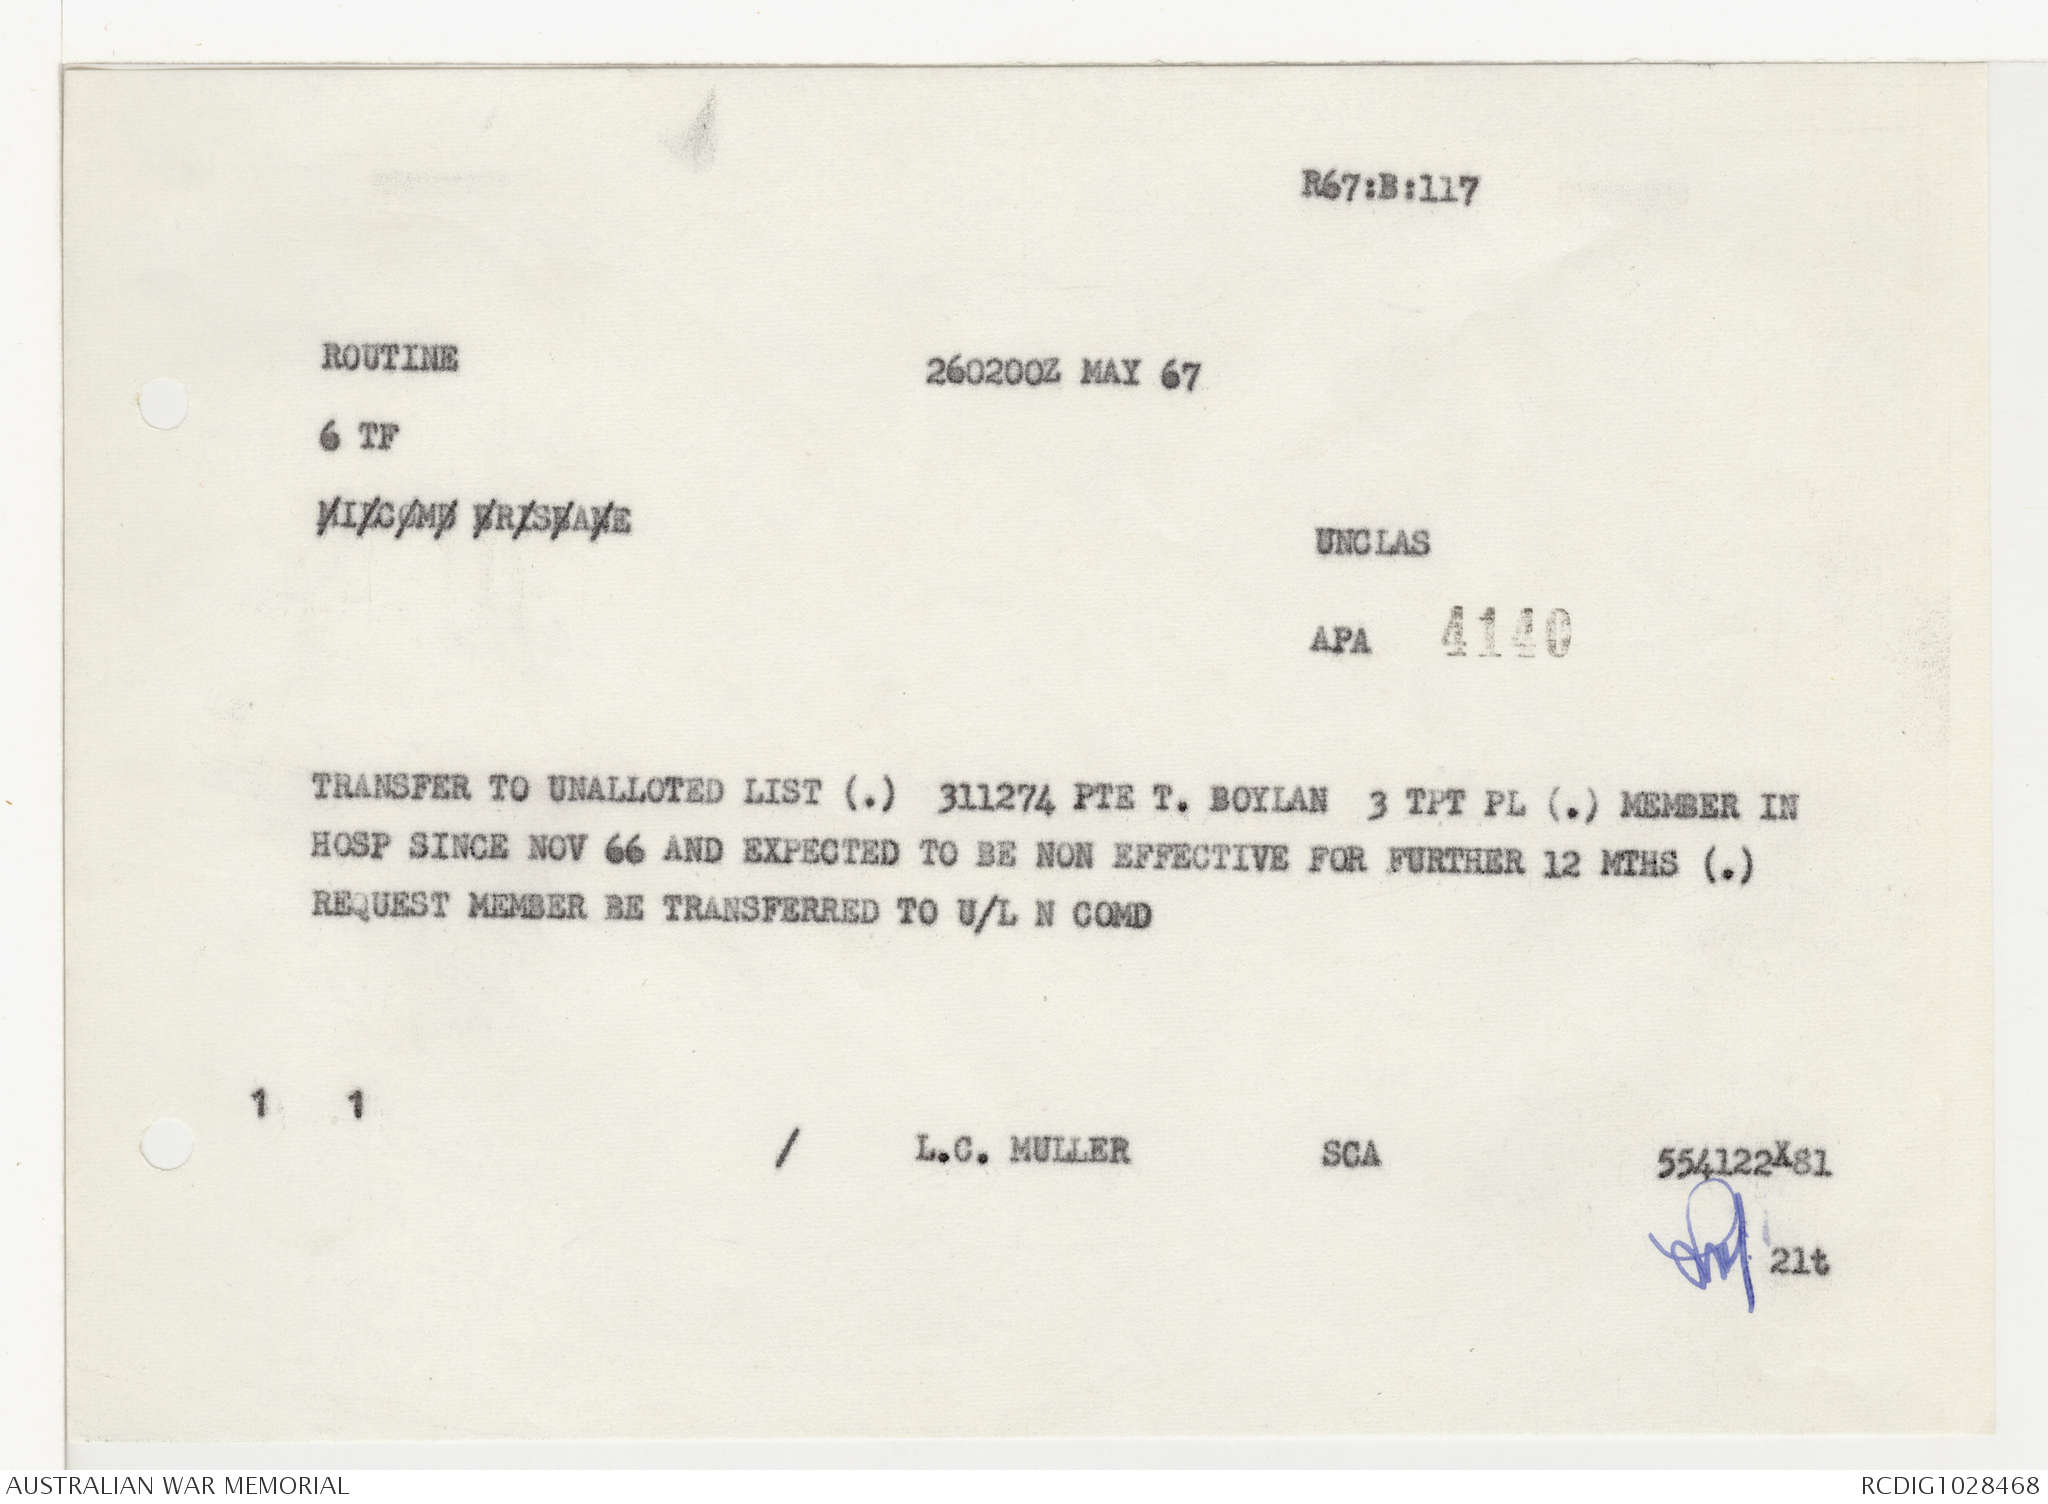 R67:B:117
ROUTINE 260200Z MAY 67
6 TF
MILCOMD BRISBANE
UNCLAS
APA 4140
TRANSFER TO UNALLOTED LIST (.) 311274 PTE T. BOYLAN 3 TPT PL (.) MEMBER IN
HOSP SINCE NOV 66 AND EXPECTED TO BE NON EFFECTIVE FOR FURTHER 12 MTHS (.)
REQUEST MEMBER BE TRANSFERRED TO U/L N COMD
1 1
/ L.C. MULLER SCA 554122X81
21t
AUSTRALIAN WAR MEMORIAL RCDIG1028468